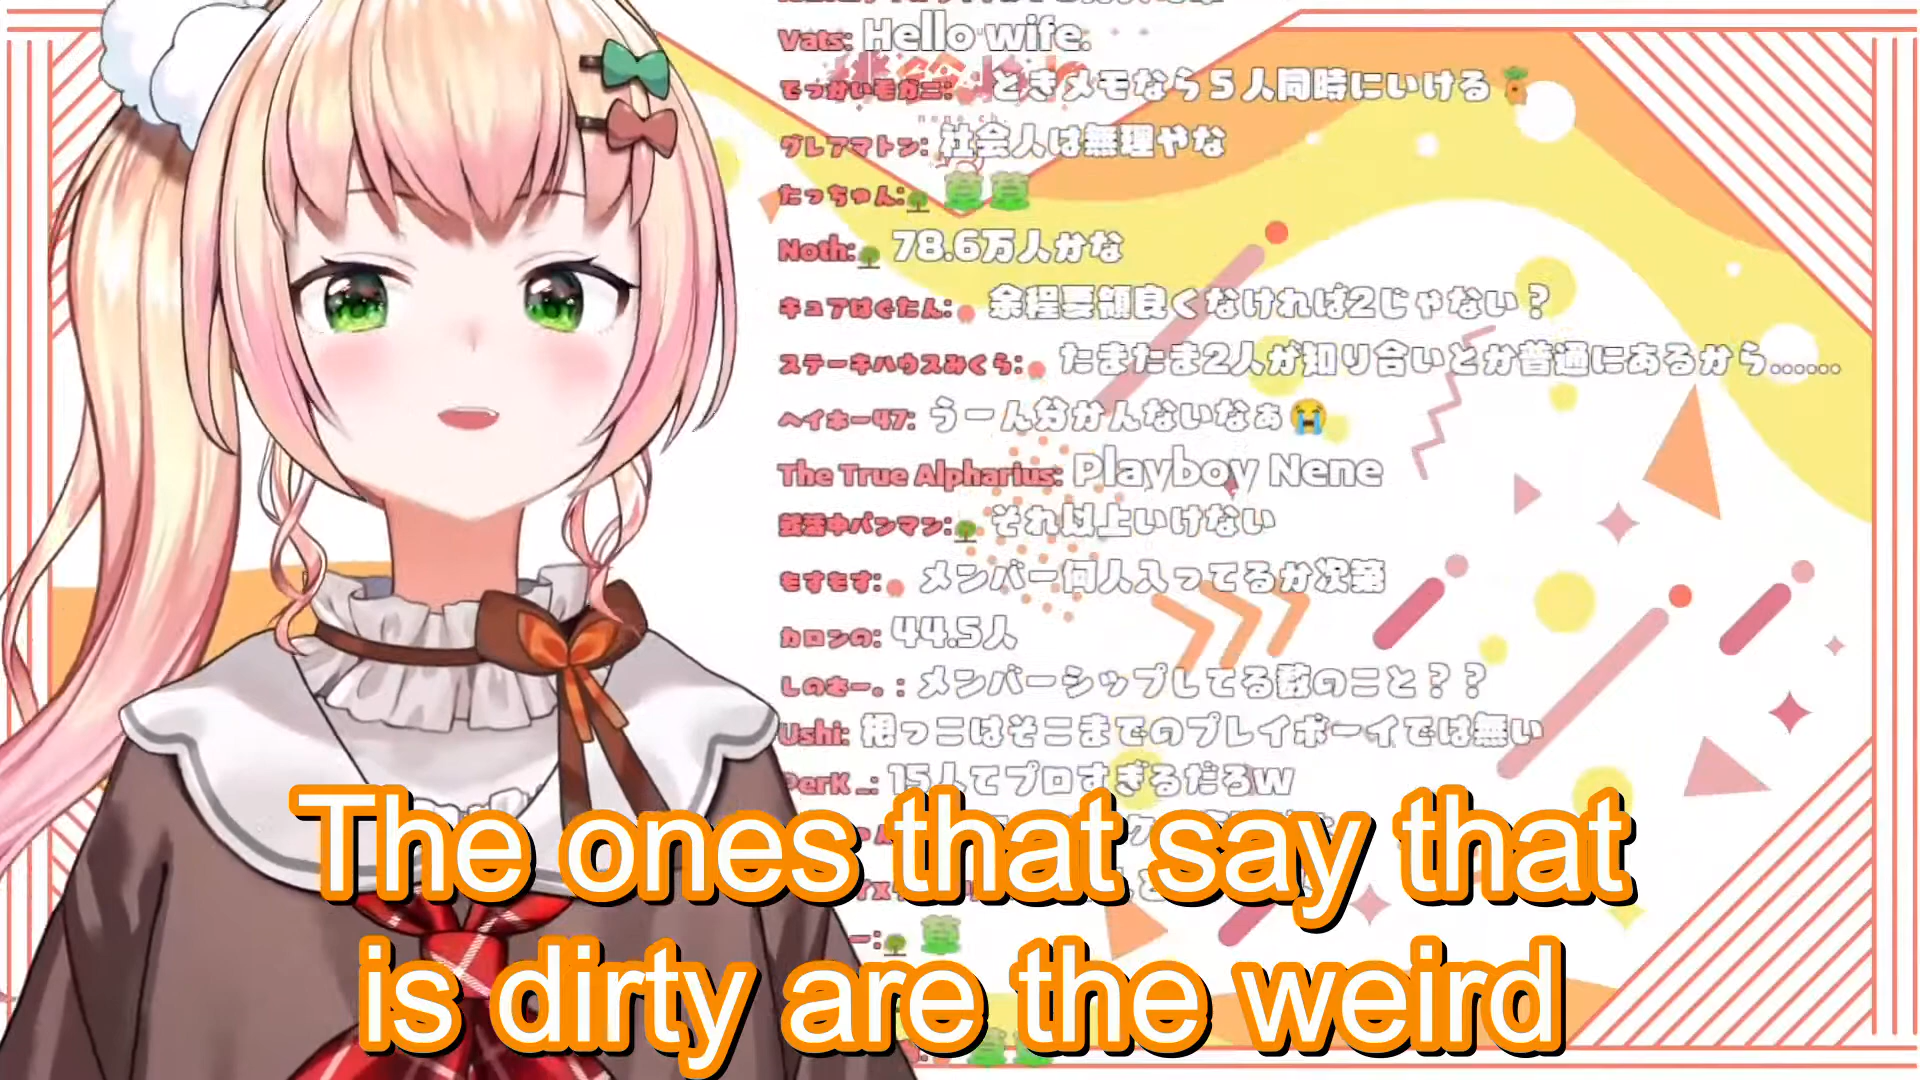 Vats: Hello wife.
でっかいモガニ: ときメモなら5人同時にいける
グレアマトン: 社会人は無理やな
たっちゃん: 草草
Noth: 78.6万人かな
キュアはぐたん: 余程要領良くなければ2じゃない？
ステーキハウスみくら: たまたま2人が知り合いとか普通にあるから......
ヘイホー47: うーん分かんないなぁ😭
The True Alpharius: Playboy Nene
就活中パンマン: それ以上いけない
もすもす: メンバー何人入ってるか次第
カロンの: 44.5人
しのあー。: メンバーシップしてる数のこと？？
Ushi: 根っこはそこまでのプレイボーイでは無い
PerK_: 15人てプロすぎるだろw
The ones that say that
ー: 草
is dirty are the weird